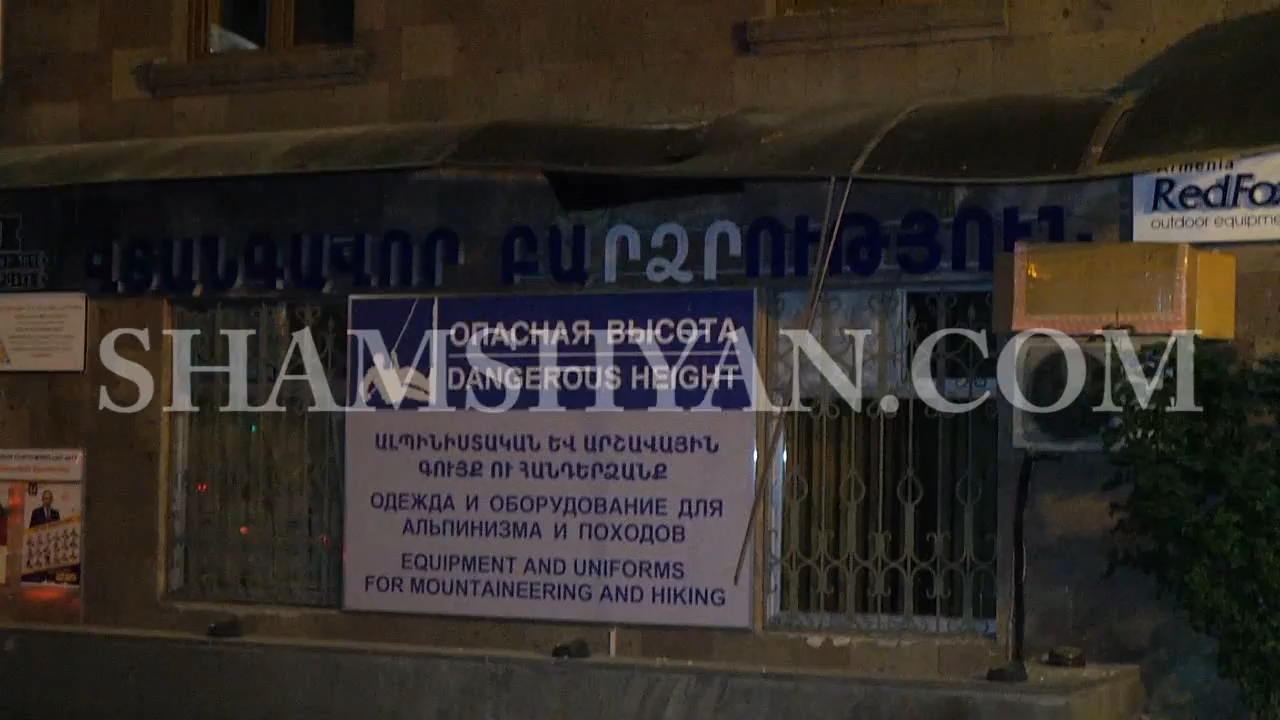 ՎՏԱՆԳԱՎՈՐ ԲԱՐՁՐՈՒԹՅՈՒՆ
Armenia
RedFox
outdoor equipme
SHAMSHYAN.COM
ОПАСНАЯ ВЫСОТА
DANGEROUS HEIGHT
ԱԼՊԻՆԻՍՏԱԿԱՆ ԵՎ ԱՐՇԱՎԱՅԻՆ
ԳՈՒՅՔ ՈՒ ՀԱՆԴԵՐՁԱՆՔ
ОДЕЖДА И ОБОРУДОВАНИЕ ДЛЯ
АЛЬПИНИЗМА И ПОХОДОВ
EQUIPMENT AND UNIFORMS
FOR MOUNTAINEERING AND HIKING